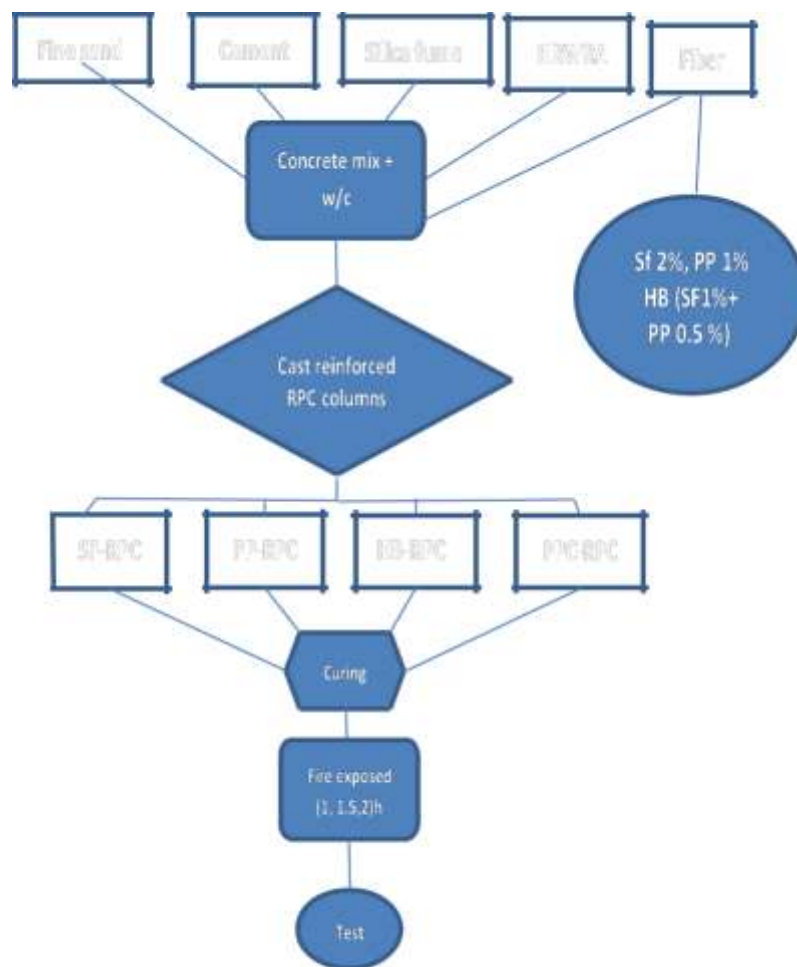 Fine sand
Cement
Silica fume
HRWRA
Fiber
Concrete mix +
w/c
Sf 2%, PP 1%
HB (SF1%+
PP 0.5 %)
Cast reinforced
RPC columns
SF-RPC
PP-RPC
HB-RPC
Curing
Fire exposed
(1, 1.5,2)h
Test